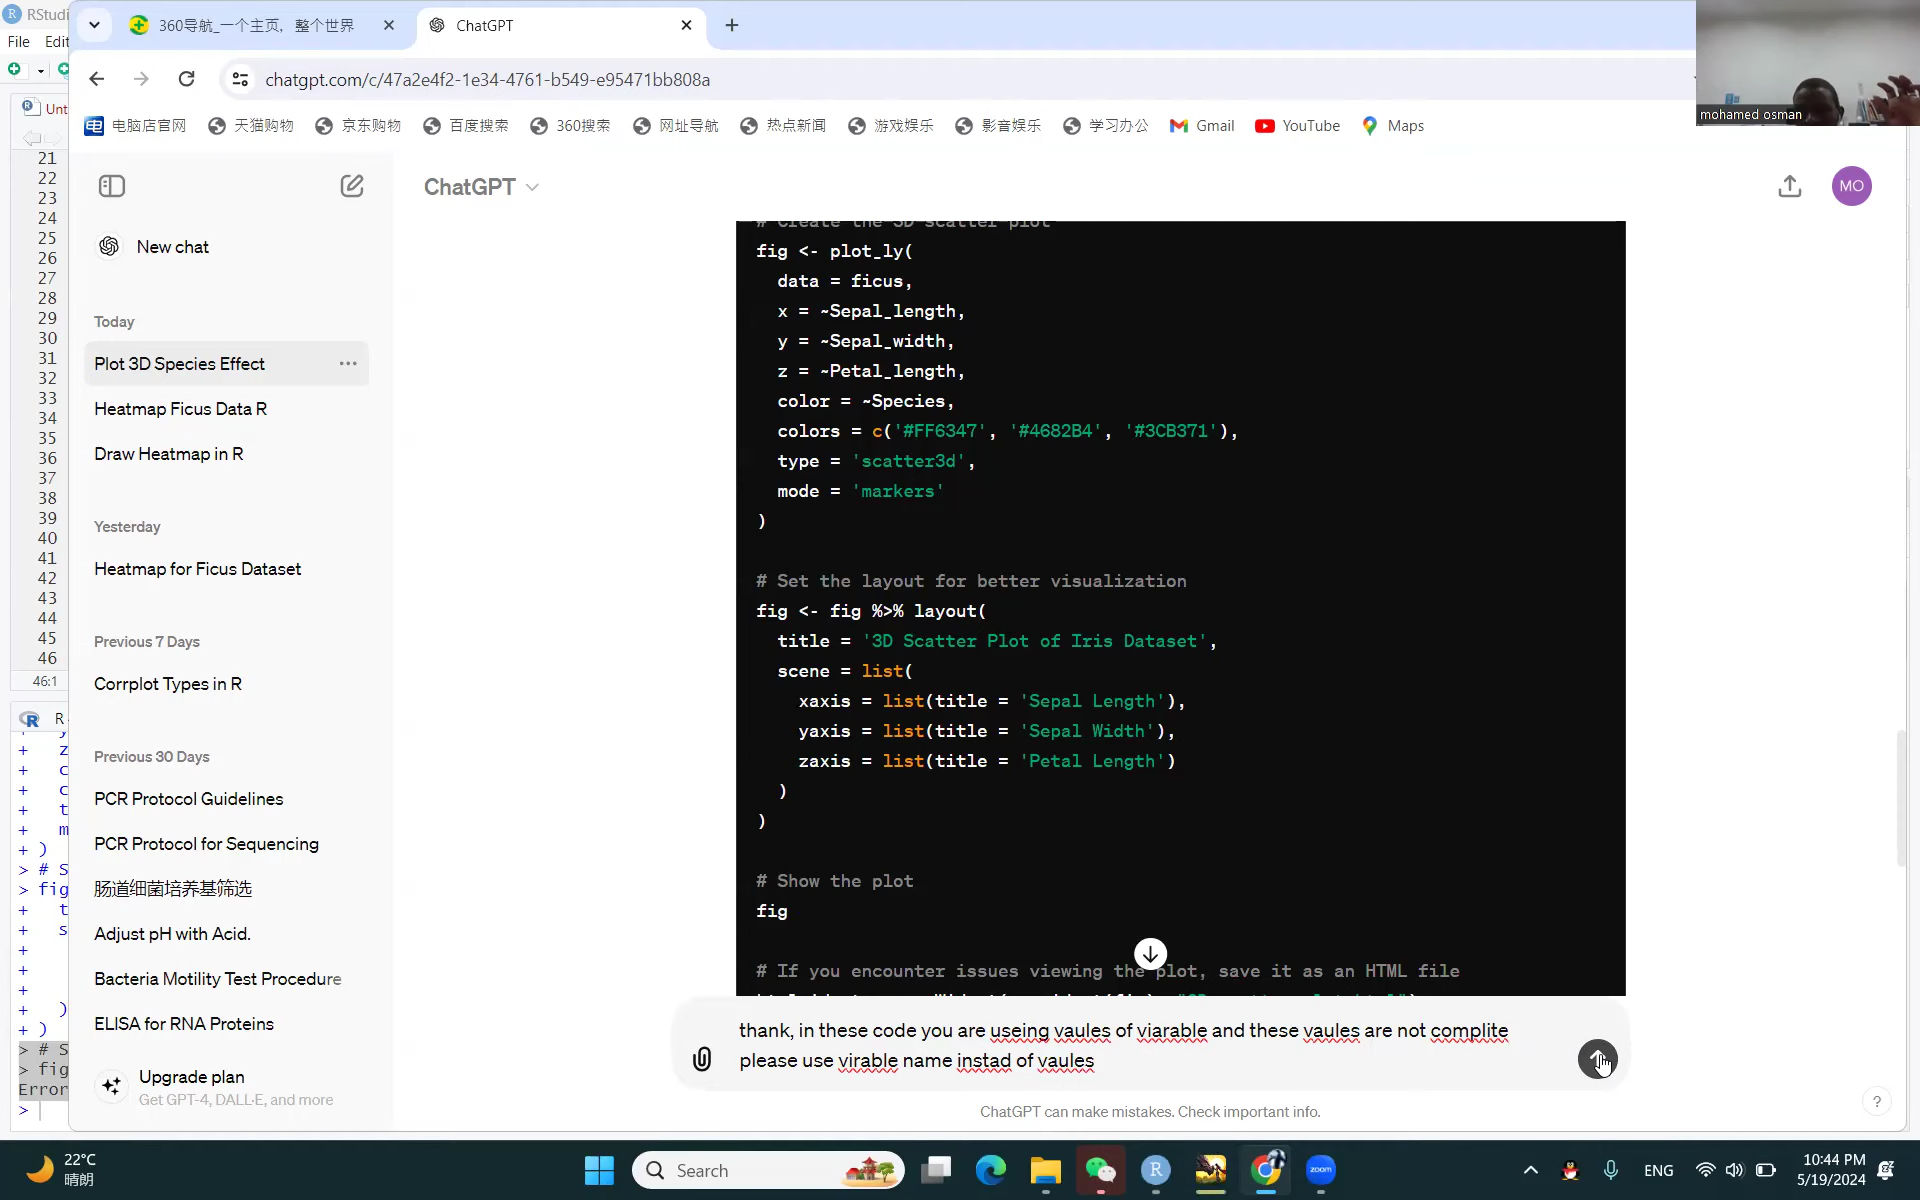 RStudi
360导航_一个主页，整个世界
ChatGPT
File Edit
chatgpt.com/c/47a2e4f2-1e34-4761-b549-e95471bb808a
mohamed osman
Unt
电脑店官网
天猫购物
京东购物
百度搜索
360搜索
网址导航
热点新闻
游戏娱乐
影音娱乐
学习办公
Gmail
YouTube
Maps
21
22
23
24
25
26
27
28
29
30
31
32
33
34
35
36
37
38
39
40
41
42
43
44
45
46
46:1
R
+ z
+ c
+ c
+ t
+ m
+ )
> # S
> fig
+ t
+ s
+
+
+
+ )
+ )
> # S
> fig
Error
>
New chat
Today
Plot 3D Species Effect
Heatmap Ficus Data R
Draw Heatmap in R
Yesterday
Heatmap for Ficus Dataset
Previous 7 Days
Corrplot Types in R
Previous 30 Days
PCR Protocol Guidelines
PCR Protocol for Sequencing
肠道细菌培养基筛选
Adjust pH with Acid.
Bacteria Motility Test Procedure
ELISA for RNA Proteins
Upgrade plan
Get GPT-4, DALL·E, and more
ChatGPT
MO
# Create the 3D scatter plot
fig <- plot_ly(
data = ficus,
x = ~Sepal_length,
y = ~Sepal_width,
z = ~Petal_length,
color = ~Species,
colors = c('#FF6347', '#4682B4', '#3CB371'),
type = 'scatter3d',
mode = 'markers'
)
# Set the layout for better visualization
fig <- fig %>% layout(
title = '3D Scatter Plot of Iris Dataset',
scene = list(
xaxis = list(title = 'Sepal Length'),
yaxis = list(title = 'Sepal Width'),
zaxis = list(title = 'Petal Length')
)
)
# Show the plot
fig
# If you encounter issues viewing the plot, save it as an HTML file
thank, in these code you are useing vaules of viarable and these vaules are not complite
please use virable name instad of vaules
ChatGPT can make mistakes. Check important info.
?
22°C
晴朗
Search
zoom
ENG
10:44 PM
5/19/2024